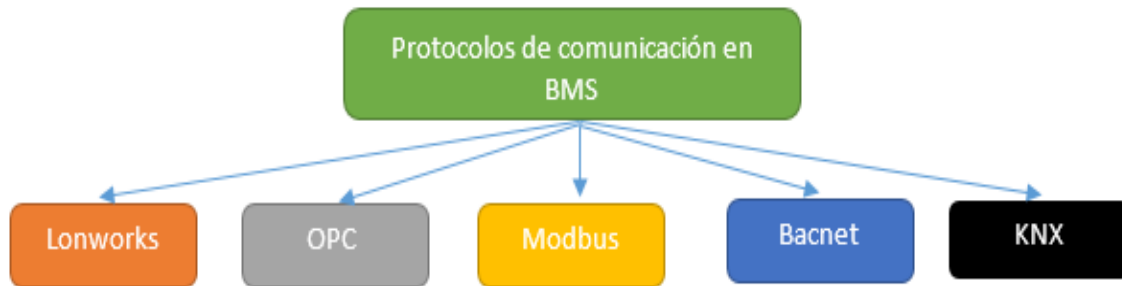 Protocolos de comunicación en
BMS
Lonworks
OPC
Modbus
Bacnet
KNX